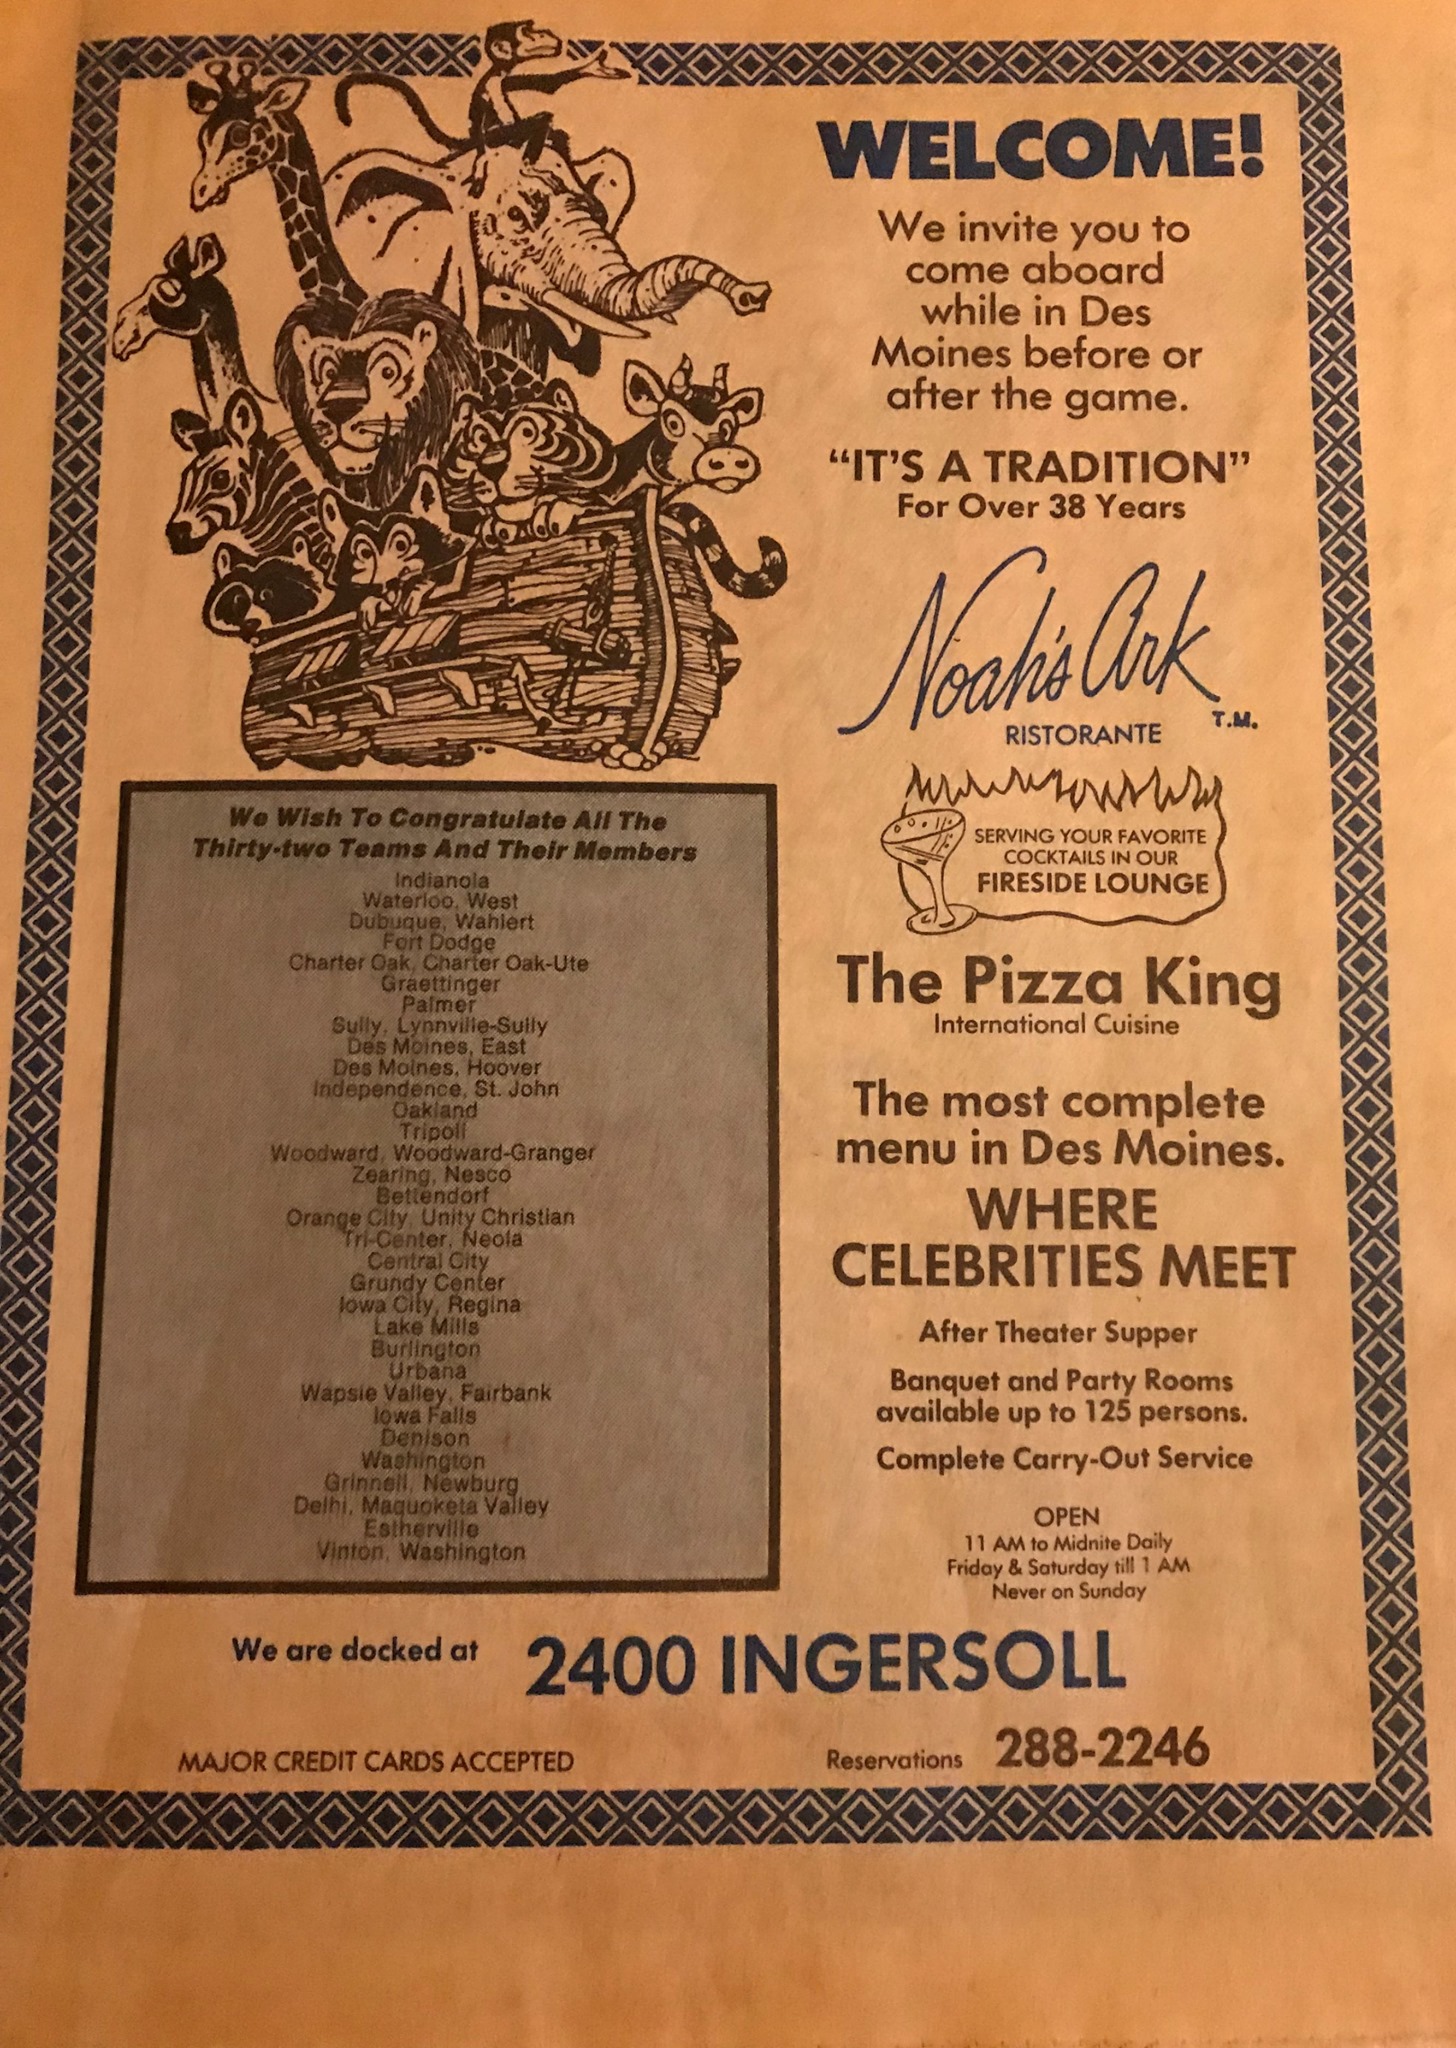 WELCOME!
We invite you to
come aboard
while in Des
Moines before or
after the game.
"IT'S A TRADITION"
For Over 38 Years
Noah's Ark
T.M.
RISTORANTE
SERVING YOUR FAVORITE
COCKTAILS IN OUR
FIRESIDE LOUNGE
The Pizza King
International Cuisine
The most complete
menu in Des Moines.
WHERE
CELEBRITIES MEET
After Theater Supper
Banquet and Party Rooms
available up to 125 persons.
Complete Carry-Out Service
OPEN
11 AM to Midnite Daily
Friday & Saturday till 1 AM
Never on Sunday
We Wish To Congratulate All The
Thirty-two Teams And Their Members
Indianola
Waterloo, West
Dubuque, Wahlert
Fort Dodge
Charter Oak, Charter Oak-Ute
Graettinger
Palmer
Sully, Lynnville-Sully
Des Moines, East
Des Moines, Hoover
Independence, St. John
Oakland
Tripoli
Woodward, Woodward-Granger
Zearing, Nesco
Bettendorf
Orange City, Unity Christian
Tri-Center, Neola
Central City
Grundy Center
Iowa City, Regina
Lake Mills
Burlington
Urbana
Wapsie Valley, Fairbank
Iowa Falls
Denison
Washington
Grinnell, Newburg
Delhi, Maquoketa Valley
Estherville
Vinton, Washington
We are docked at 2400 INGERSOLL
MAJOR CREDIT CARDS ACCEPTED
Reservations 288-2246